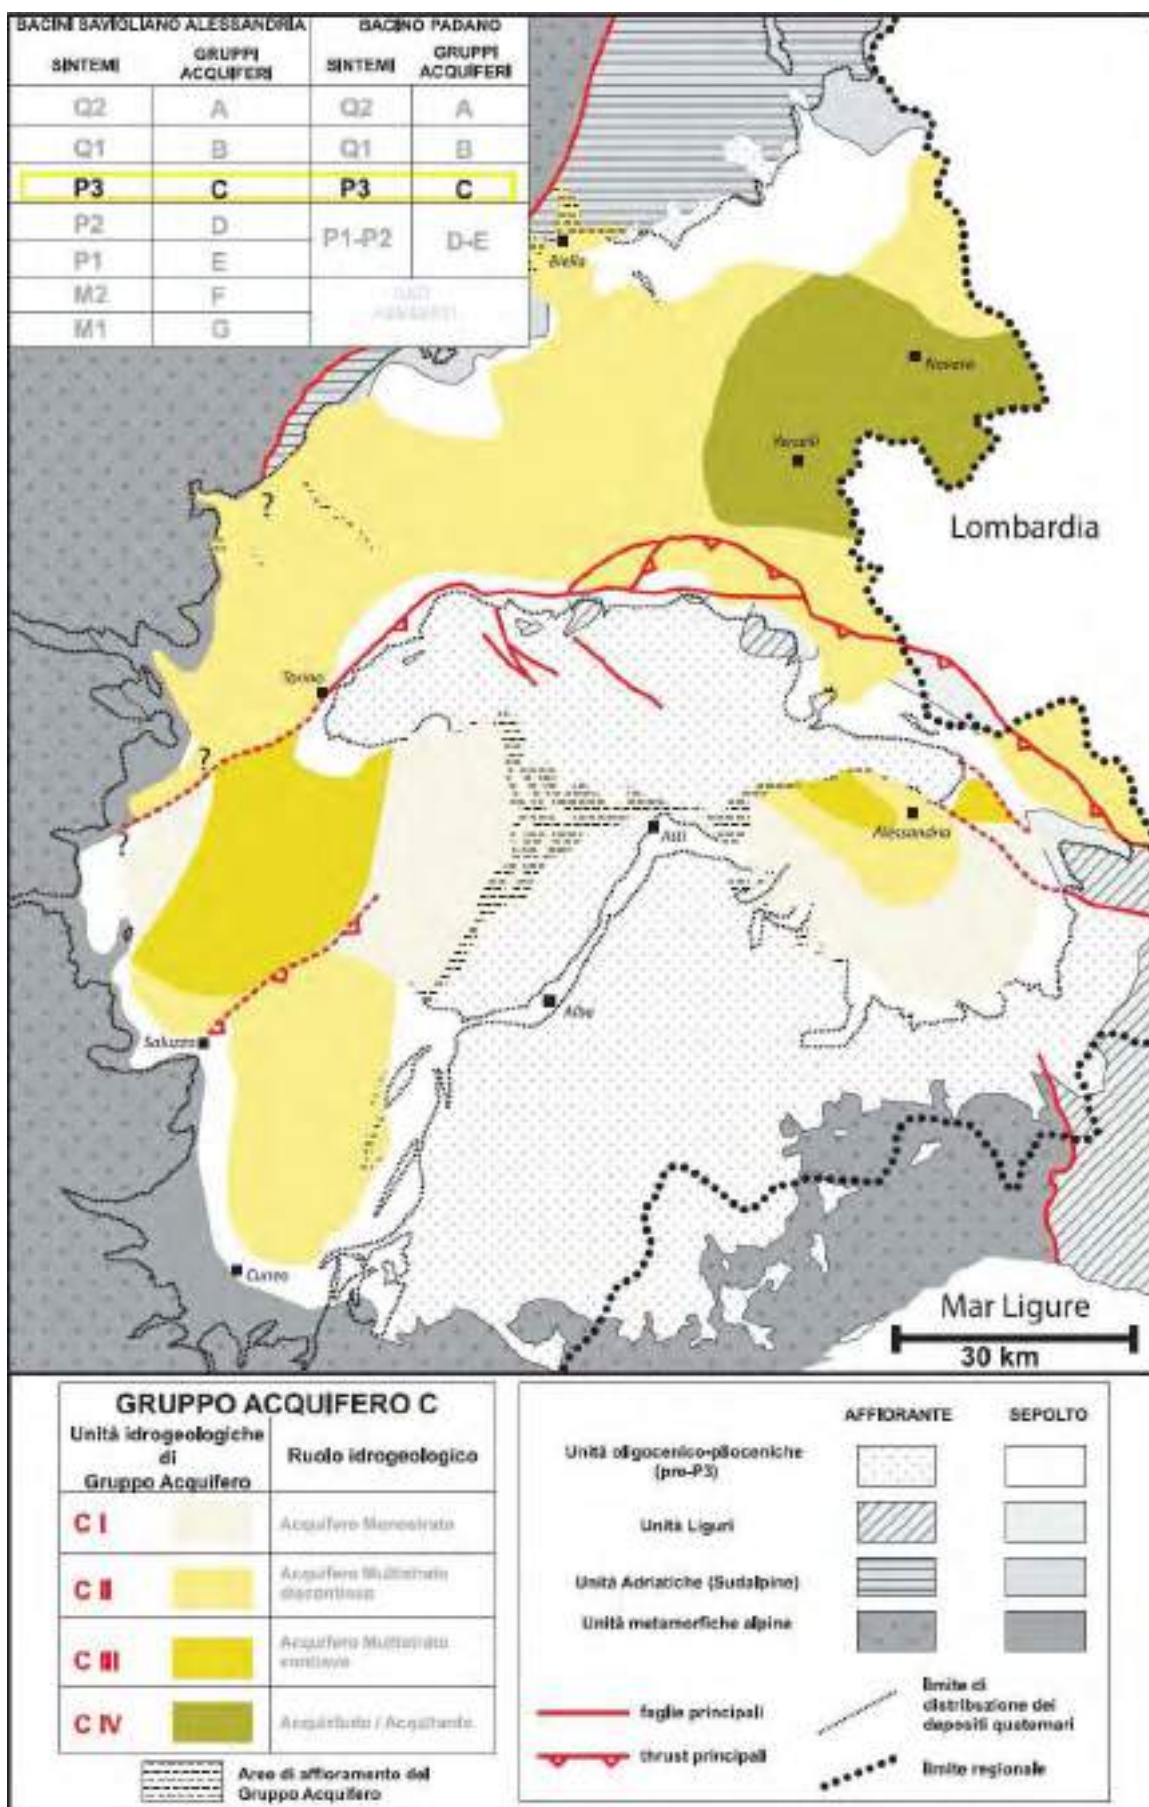 BACINI SAVIGLIANO ALESSANDRIA
BACINO PADANO
SINTEMI
GRUPPI
ACQUIFERI
SINTEMI
GRUPPI
ACQUIFERI
Q2 A Q2 A
Q1 B Q1 B
P3 C P3 C
P2 D
P1-P2 D-E
P1 E
M2 F
M1 G
Biella
Novara
Vercelli
?
Lombardia
Torino
?
?
Asti
Alessandria
Alba
Saluzzo
Cuneo
Mar Ligure
30 km
GRUPPO ACQUIFERO C
Unità idrogeologiche
di
Gruppo Acquifero
Ruolo idrogeologico
C I Acquifero Monostrato
C II Acquifero Multistrato
discontinuo
C III Acquifero Multistrato
continuo
C IV Acquicludo / Acquitardo
Aree di affioramento del
Gruppo Acquifero
AFFIORANTE SEPOLTO
Unità oligocenico-plioceniche
(pre-P3)
Unità Liguri
Unità Adriatiche (Sudalpine)
Unità metamorfiche alpine
faglie principali
thrust principali
limite di
distribuzione dei
depositi quaternari
limite regionale